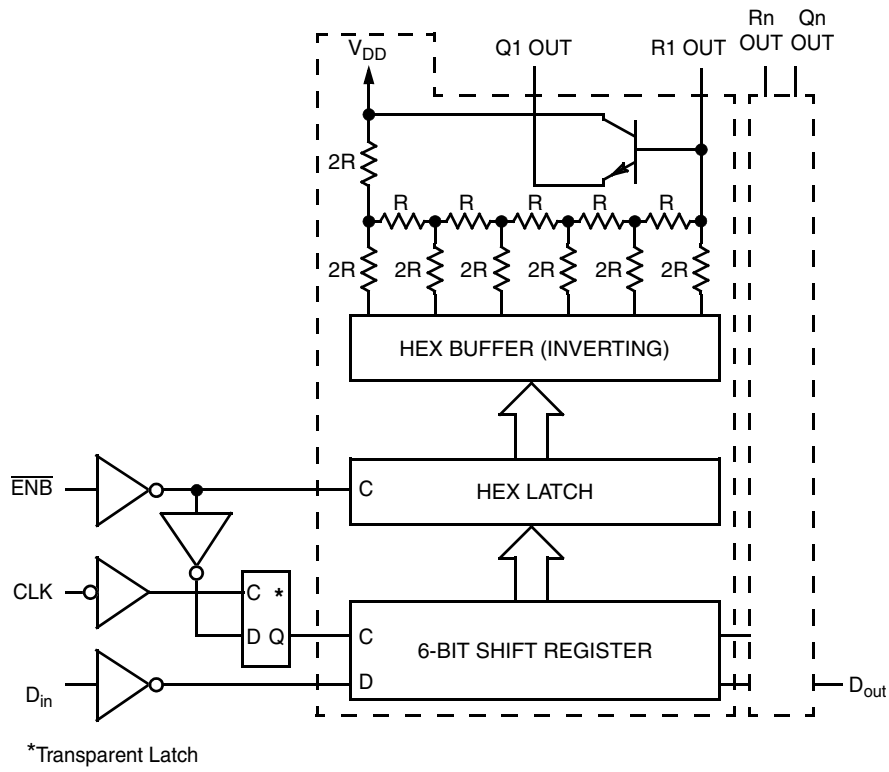 Rn OUT
Qn OUT
V_DD
Q1 OUT
R1 OUT
2R
R
R
R
R
R
2R
2R
2R
2R
2R
2R
HEX BUFFER (INVERTING)
E̅N̅B̅
C
HEX LATCH
CLK
C *
D Q
C
6-BIT SHIFT REGISTER
D
D_in
D_out
*Transparent Latch